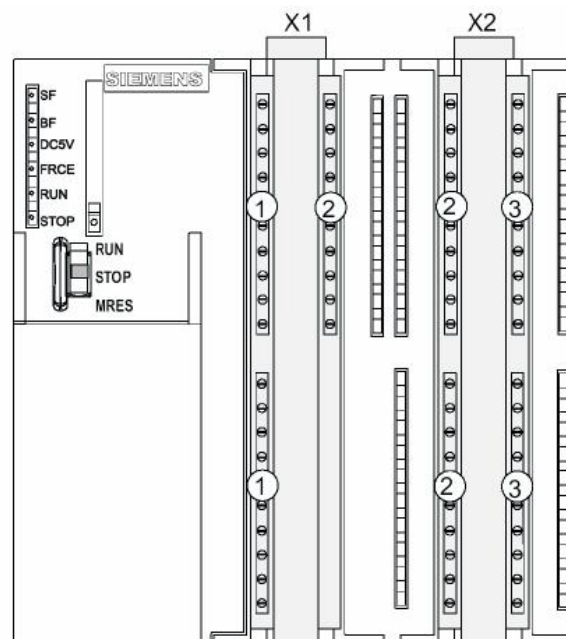 X1 X2
SIEMENS
SF
BF
DC5V
FRCE
RUN
STOP
RUN
STOP
MRES
1 2 2 3
1 2 3